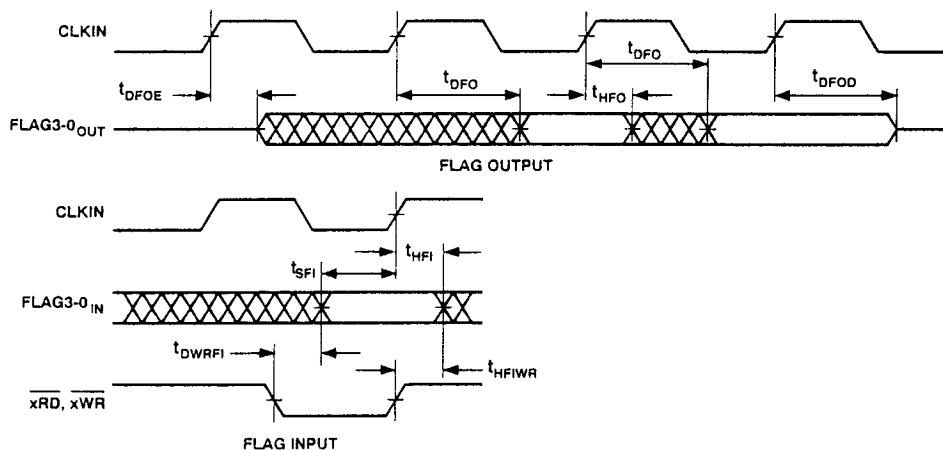 CLKIN
tDFO
tDFOE
tDFO
tHFO
tDFOD
FLAG3-0OUT
FLAG OUTPUT
CLKIN
tHFI
tSFI
FLAG3-0IN
tDWRFI
tHFIWR
xRD, xWR
FLAG INPUT